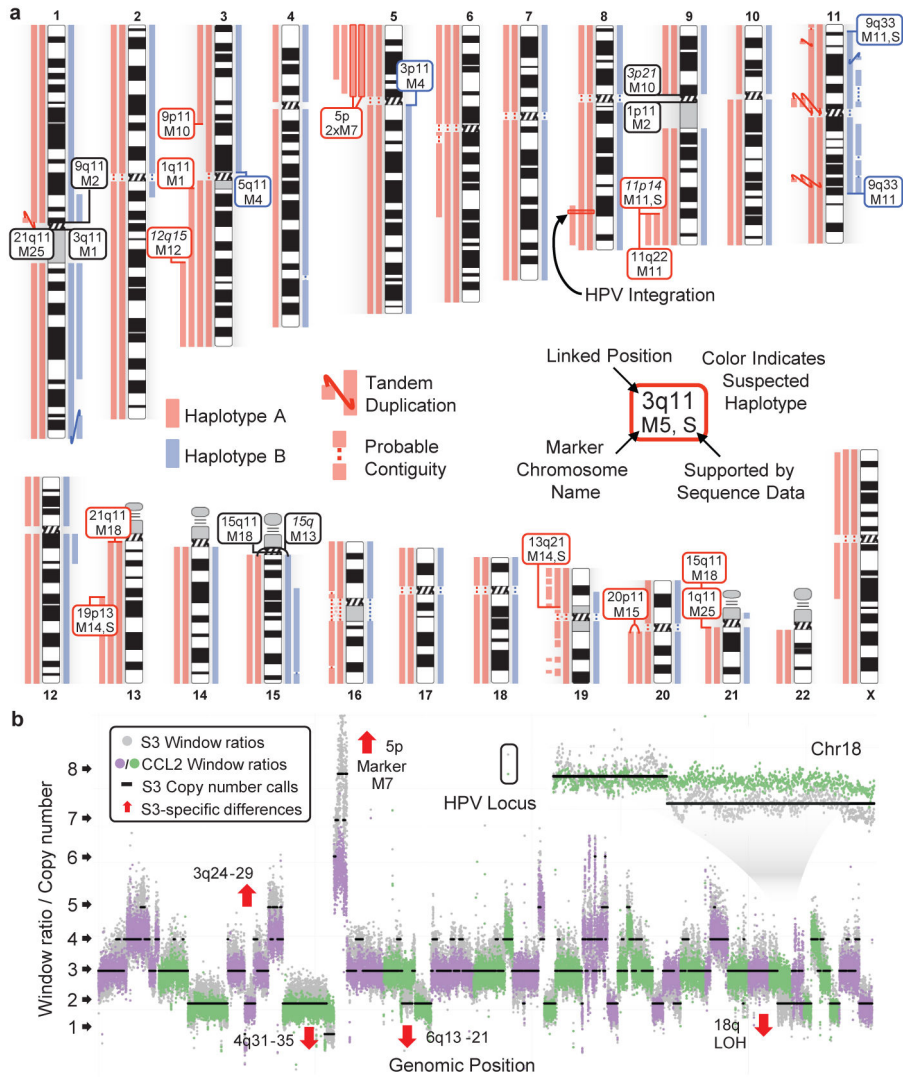 a
1
2
3
4
5
6
7
8
9
10
11
9q33
M11,S
3p11
M4
3p21
M10
1p11
M2
5p
2xM7
9p11
M10
9q11
M2
1q11
M1
5q11
M4
11p14
M11,S
9q33
M11
21q11
M25
3q11
M1
12q15
M12
11q22
M11
HPV Integration
Linked Position
Color Indicates
Suspected
Haplotype
Haplotype A
Haplotype B
Tandem
Duplication
Probable
Contiguity
3q11
M5, S
Marker
Chromosome
Name
Supported by
Sequence Data
21q11
M18
15q11
M18
15q
M13
13q21
M14,S
15q11
M18
19p13
M14,S
20p11
M15
1q11
M25
12
13
14
15
16
17
18
19
20
21
22
X
b
S3 Window ratios
/ CCL2 Window ratios
S3 Copy number calls
S3-specific differences
5p
Marker
M7
HPV Locus
Chr18
Window ratio / Copy number
8
7
6
5
4
3
2
1
3q24-29
4q31-35
6q13 -21
18q
LOH
Genomic Position